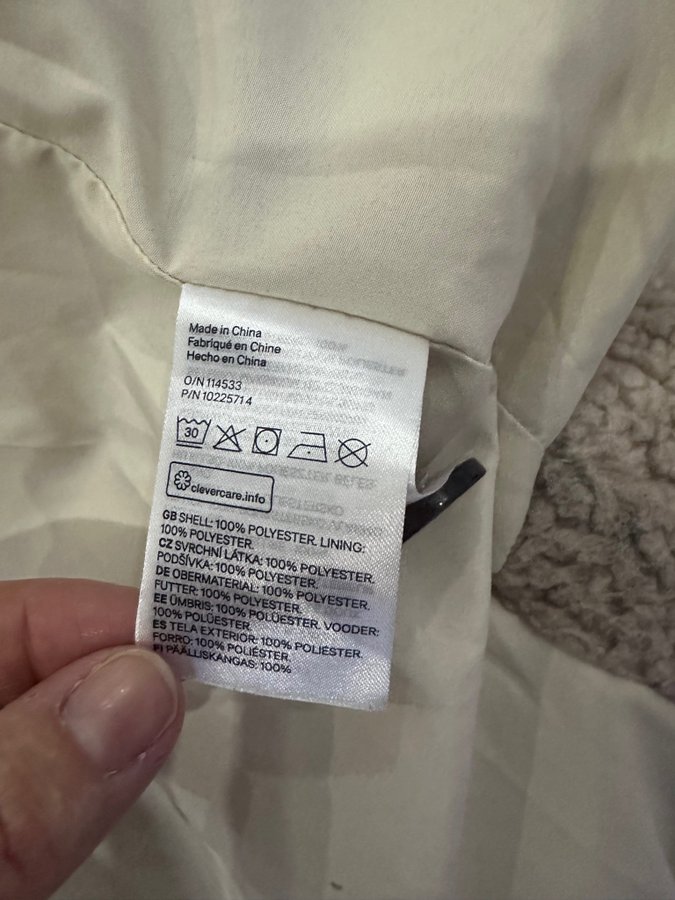 Made in China
Fabriqué en Chine
Hecho en China
O/N 114533
P/N 10225714
30
clevercare.info
GB SHELL: 100% POLYESTER. LINING:
100% POLYESTER.
CZ SVRCHNÍ LÁTKA: 100% POLYESTER.
PODŠÍVKA: 100% POLYESTER.
DE OBERMATERIAL: 100% POLYESTER.
FUTTER: 100% POLYESTER.
EE ÜMBRIS: 100% POLÜESTER. VOODER:
100% POLÜESTER.
ES TELA EXTERIOR: 100% POLIÉSTER.
FORRO: 100% POLIÉSTER.
FI PÄÄLLISKANGAS: 100%